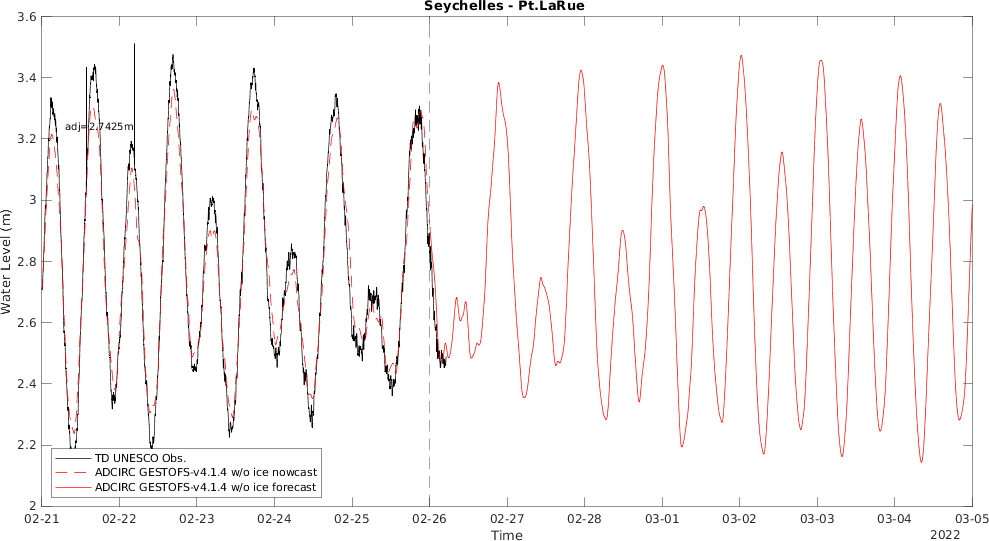 Seychelles - Pt.LaRue
3.6
3.4
3.2
3
2.8
2.6
2.4
2.2
2
Water Level (m)
adj=2.7425m
TD UNESCO Obs.
ADCIRC GESTOFS-v4.1.4 w/o ice nowcast
ADCIRC GESTOFS-v4.1.4 w/o ice forecast
02-21 02-22 02-23 02-24 02-25 02-26 02-27 02-28 03-01 03-02 03-03 03-04 03-05
Time
2022